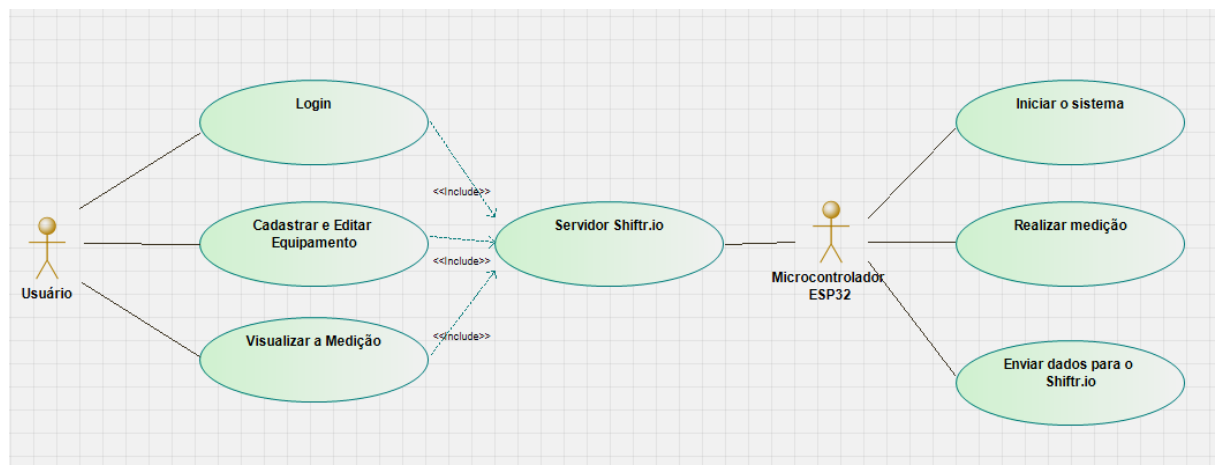 Login
Iniciar o sistema
<<Include>>
Cadastrar e Editar
Equipamento
Servidor Shiftr.io
Realizar medição
<<Include>>
Usuário
Microcontrolador
ESP32
Visualizar a Medição
<<Include>>
Enviar dados para o
Shiftr.io